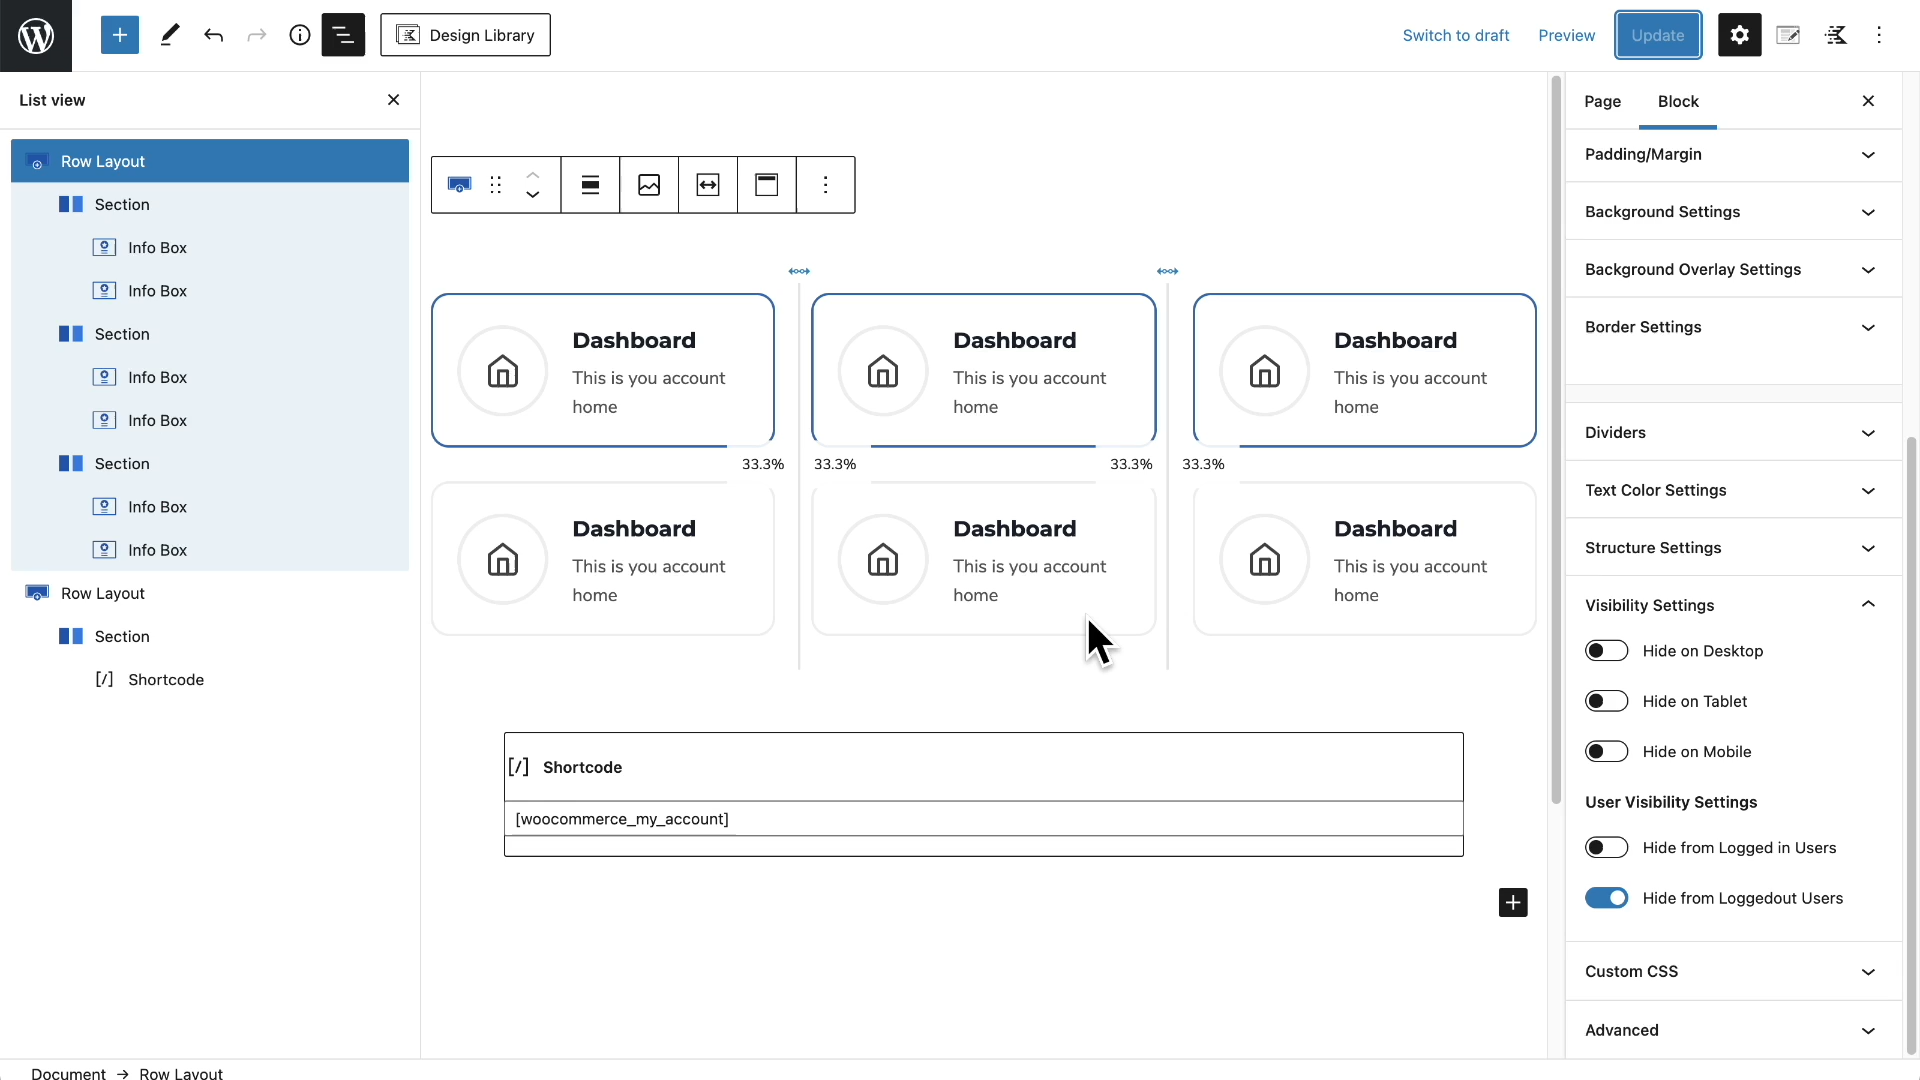 Design Library
Switch to draft
Preview
Update
List view
Row Layout
Section
Info Box
Info Box
Section
Info Box
Info Box
Section
Info Box
Info Box
Row Layout
Section
[/] Shortcode
Dashboard
This is you account
home
Dashboard
This is you account
home
Dashboard
This is you account
home
33.3%
33.3%
33.3%
33.3%
Dashboard
This is you account
home
Dashboard
This is you account
home
Dashboard
This is you account
home
[/] Shortcode
[woocommerce_my_account]
Page
Block
Padding/Margin
Background Settings
Background Overlay Settings
Border Settings
Dividers
Text Color Settings
Structure Settings
Visibility Settings
Hide on Desktop
Hide on Tablet
Hide on Mobile
User Visibility Settings
Hide from Logged in Users
Hide from Loggedout Users
Custom CSS
Advanced
Document → Row Layout